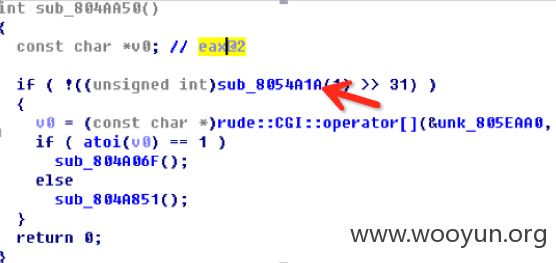 int sub_804AA50()
{
const char *v0; // eax@2
if ( !((unsigned int)sub_8054A1A(1) >> 31) )
{
v0 = (const char *)rude::CGI::operator[](&unk_805EAA0,
if ( atoi(v0) == 1 )
sub_804A06F();
else
sub_804A851();
}
return 0;
}
www.wooyun.org